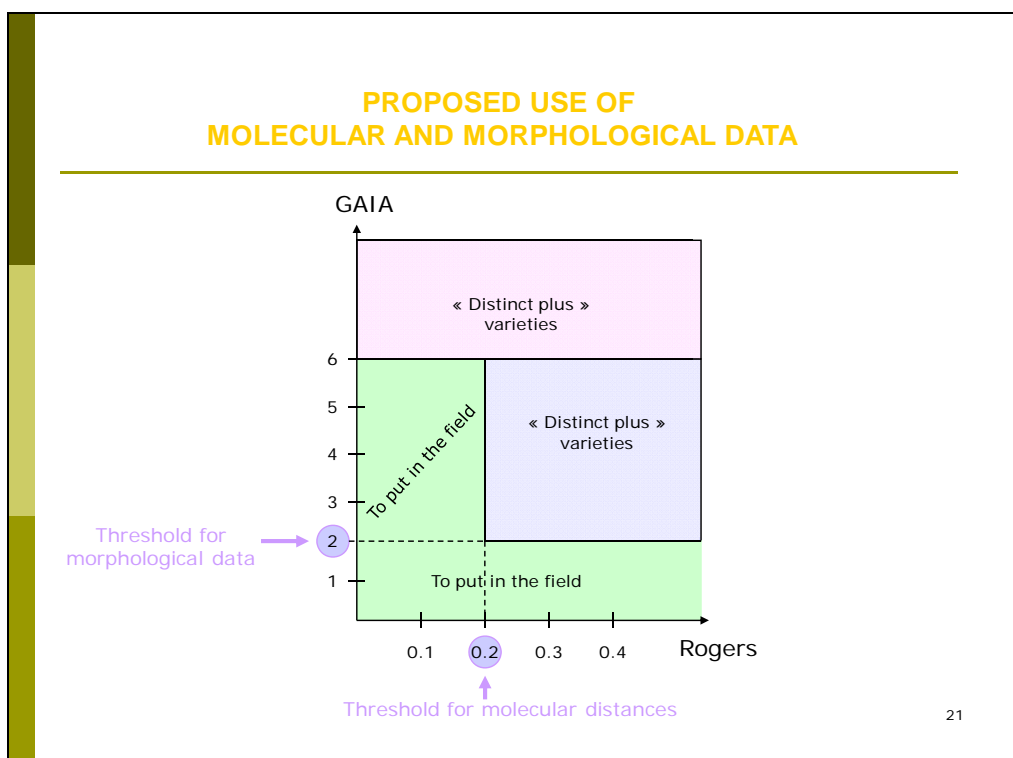 PROPOSED USE OF
MOLECULAR AND MORPHOLOGICAL DATA
GAIA
« Distinct plus »
varieties
6
5
4
3
2
1
« Distinct plus »
varieties
To put in the field
Threshold for
morphological data
To put in the field
0.1
0.2
0.3
0.4
Rogers
Threshold for molecular distances
21